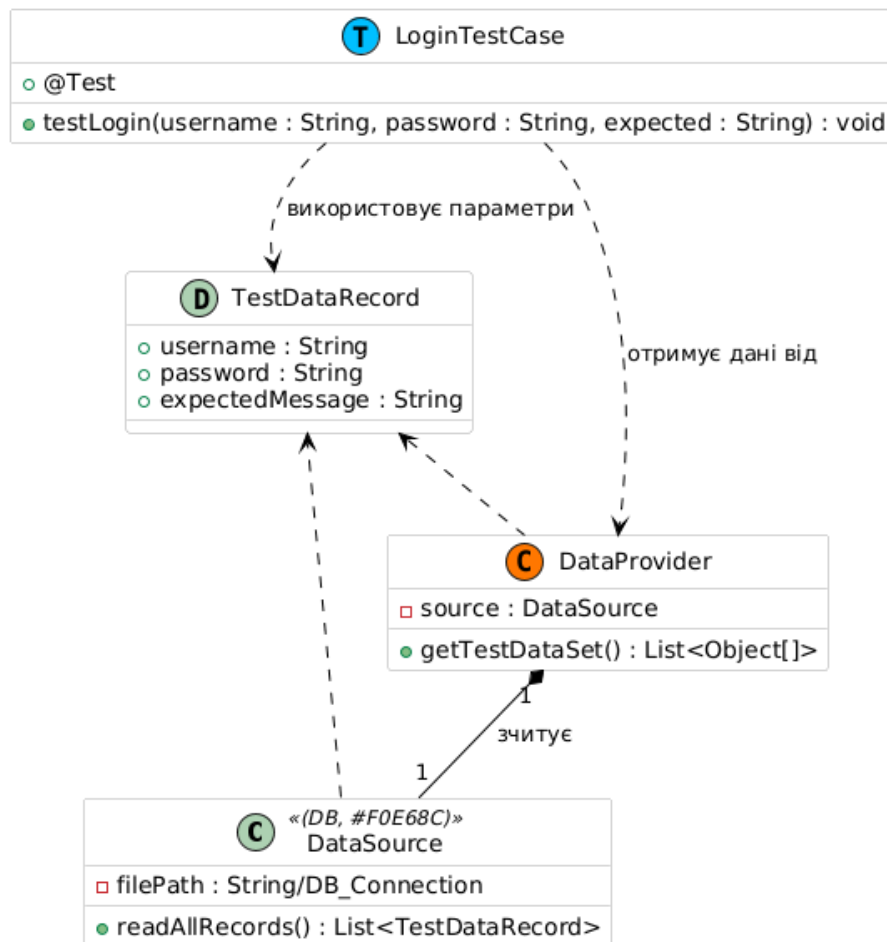 T LoginTestCase
@Test
testLogin(username : String, password : String, expected : String) : void
використовує параметри
D TestDataRecord
username : String
password : String
expectedMessage : String
отримує дані від
C DataProvider
source : DataSource
getTestDataSet() : List<Object[]>
1
зчитує
1
«(DB, #F0E68C)»
C DataSource
filePath : String/DB_Connection
readAllRecords() : List<TestDataRecord>